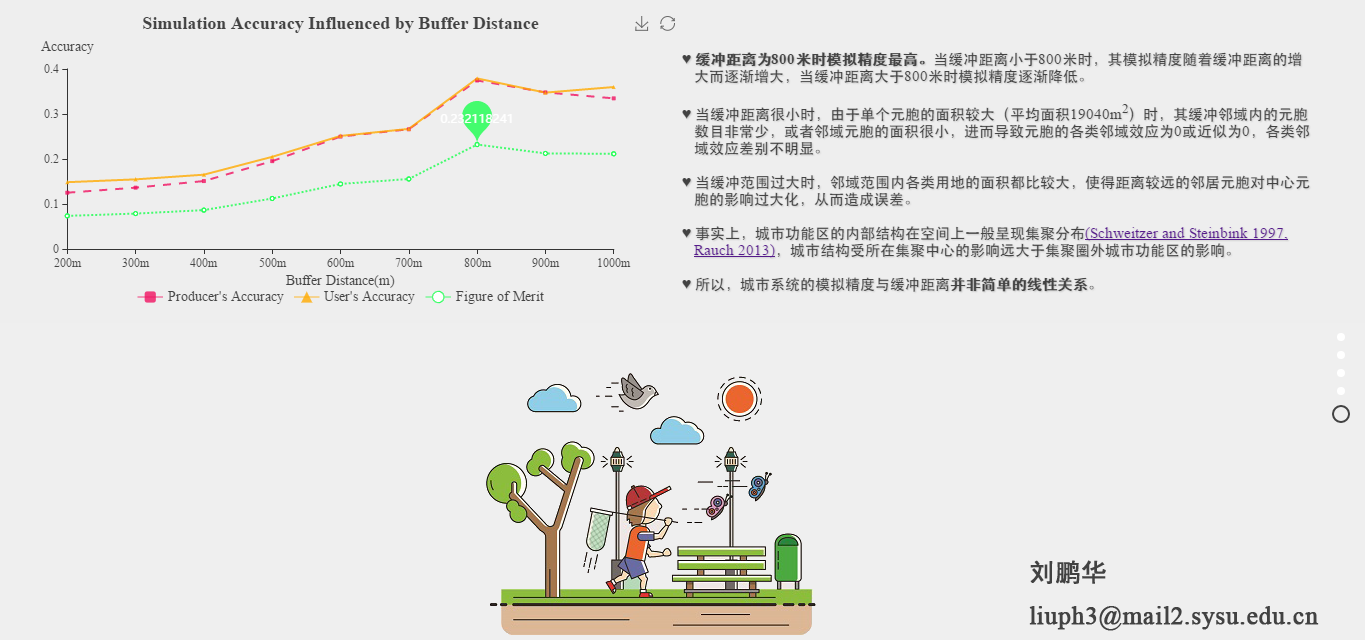 Simulation Accuracy Influenced by Buffer Distance
Accuracy
0.4
0.3
0.2
0.1
0
0.232118241
200m 300m 400m 500m 600m 700m 800m 900m 1000m
Buffer Distance(m)
Producer's Accuracy User's Accuracy Figure of Merit
♥ 缓冲距离为800米时模拟精度最高。当缓冲距离小于800米时，其模拟精度随着缓冲距离的增
大而逐渐增大，当缓冲距离大于800米时模拟精度逐渐降低。
♥ 当缓冲距离很小时，由于单个元胞的面积较大（平均面积19040m²）时，其缓冲邻域内的元胞
数目非常少，或者邻域元胞的面积很小，进而导致元胞的各类邻域效应为0或近似为0，各类邻
域效应差别不明显。
♥ 当缓冲范围过大时，邻域范围内各类用地的面积都比较大，使得距离较远的邻居元胞对中心元
胞的影响过大化，从而造成误差。
♥ 事实上，城市功能区的内部结构在空间上一般呈现集聚分布(Schweitzer and Steinbink 1997,
Rauch 2013)，城市结构受所在集聚中心的影响远大于集聚圈外城市功能区的影响。
♥ 所以，城市系统的模拟精度与缓冲距离并非简单的线性关系。
刘鹏华
liuph3@mail2.sysu.edu.cn